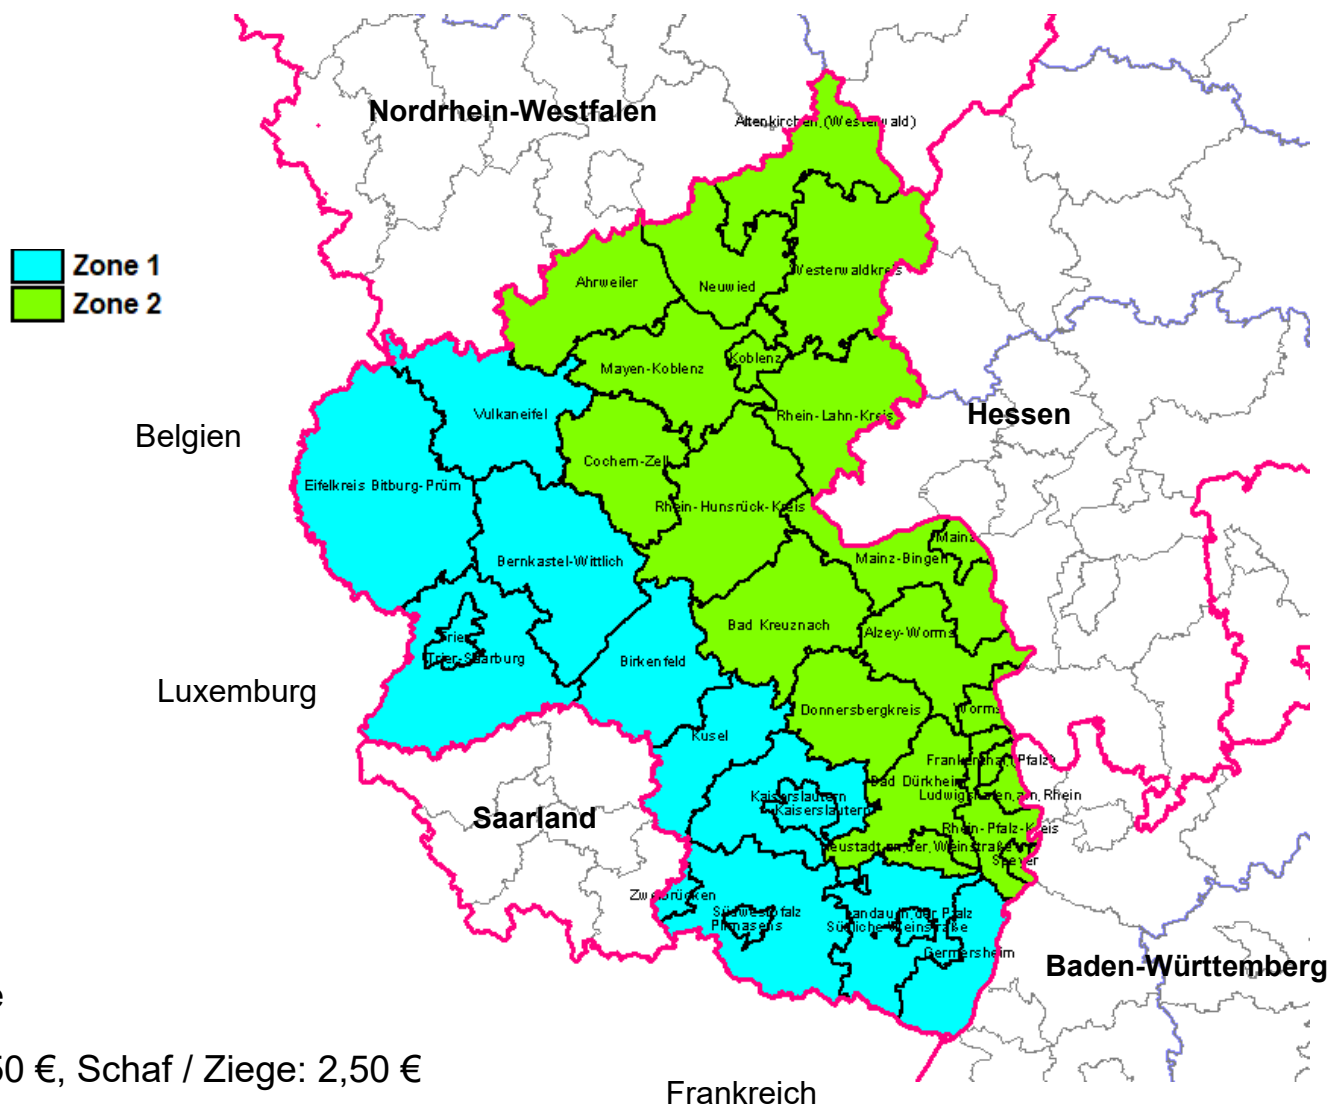 Nordrhein-Westfalen
Altenkirchen (Westerwald)
Zone 1
Zone 2
Ahrweiler
Neuwied
Westerwaldkreis
Koblenz
Mayen-Koblenz
Vulkaneifel
Rhein-Lahn-Kreis
Hessen
Belgien
Cochem-Zell
Eifelkreis Bitburg-Prüm
Rhein-Hunsrück-Kreis
Mainz
Mainz-Bingen
Bernkastel-Wittlich
Bad Kreuznach
Alzey-Worms
Trier
Trier-Saarburg
Birkenfeld
Luxemburg
Donnersbergkreis
Worms
Kusel
Frankenthal (Pfalz)
Bad Dürkheim
Kaiserslautern
Ludwigshafen am Rhein
Kaiserslautern
Saarland
Rhein-Pfalz-Kreis
Neustadt an der Weinstraße
Speyer
Zweibrücken
Südwestpfalz
Landau in der Pfalz
Pirmasens
Südliche Weinstraße
Germersheim
Baden-Württemberg
e
50 €, Schaf / Ziege: 2,50 €
Frankreich